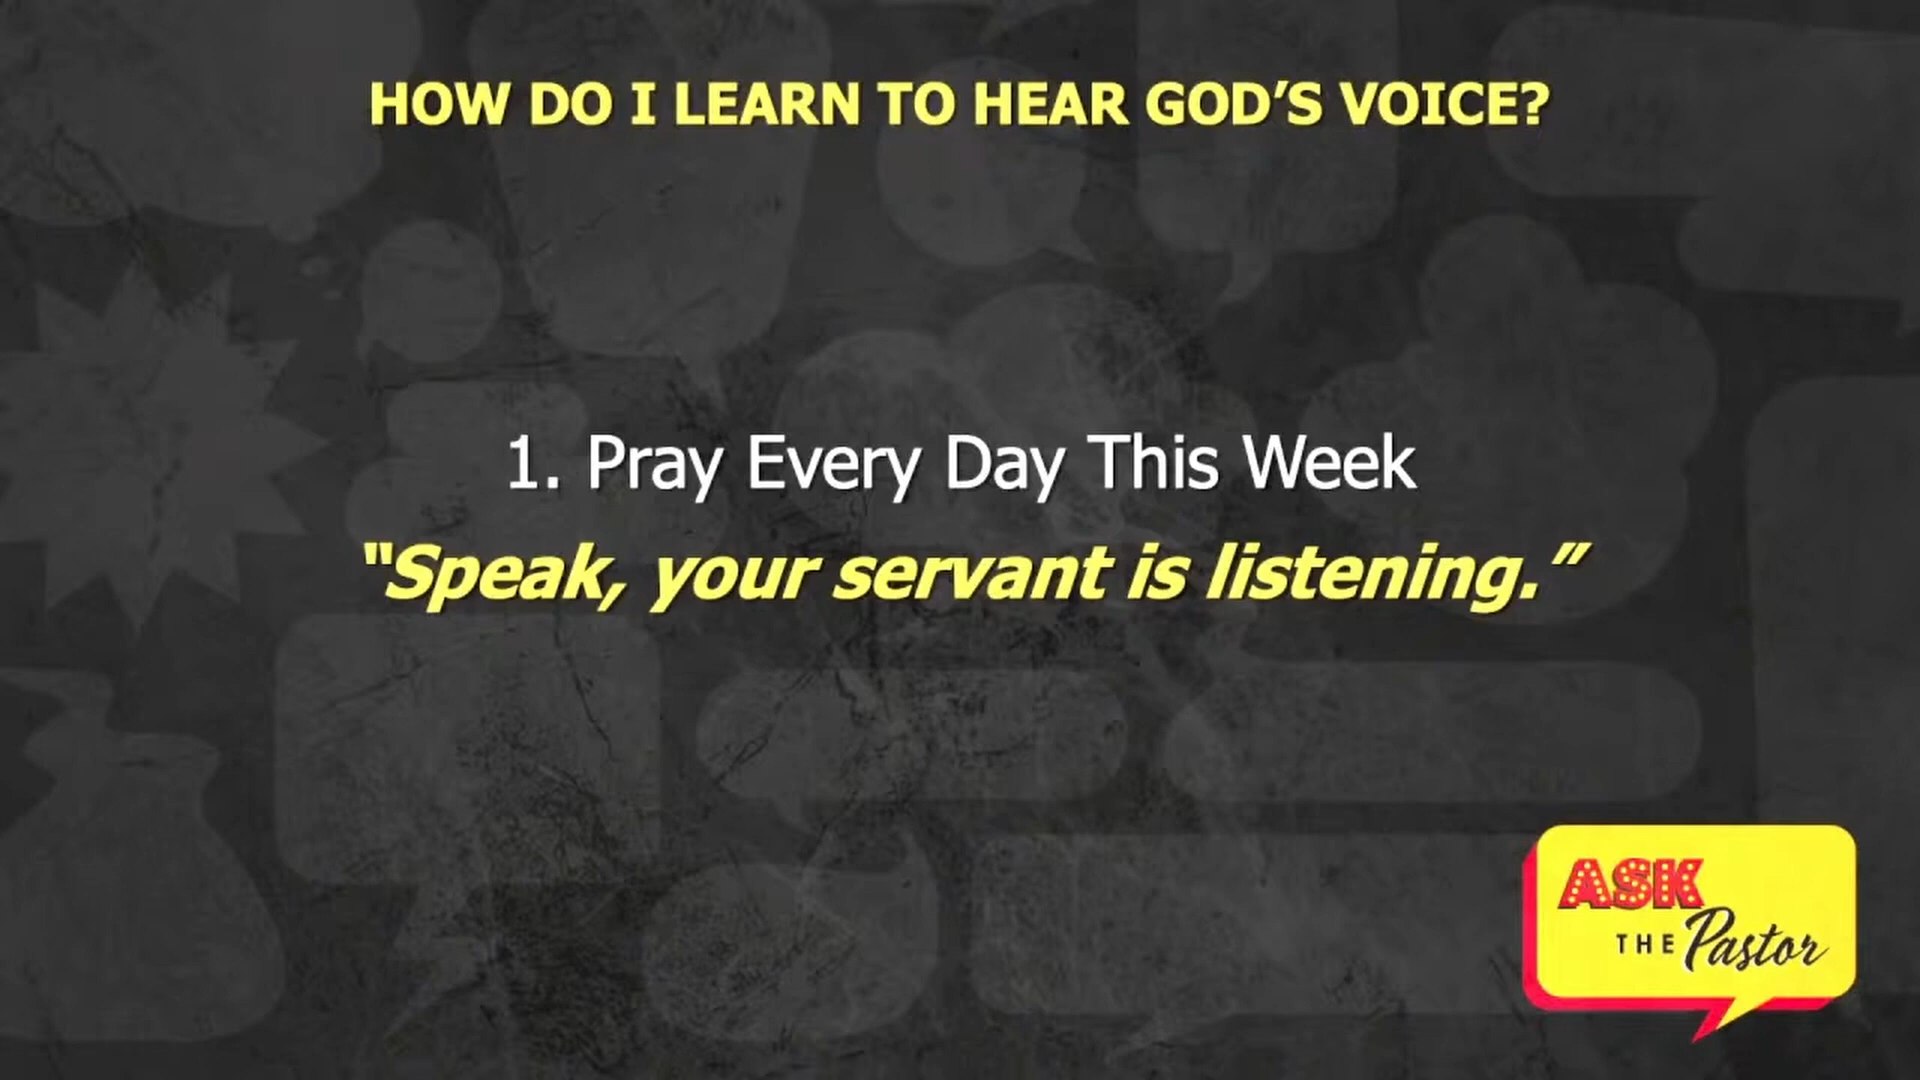 HOW DO I LEARN TO HEAR GOD’S VOICE?
1. Pray Every Day This Week
“Speak, your servant is listening.”
ASK
THE Pastor